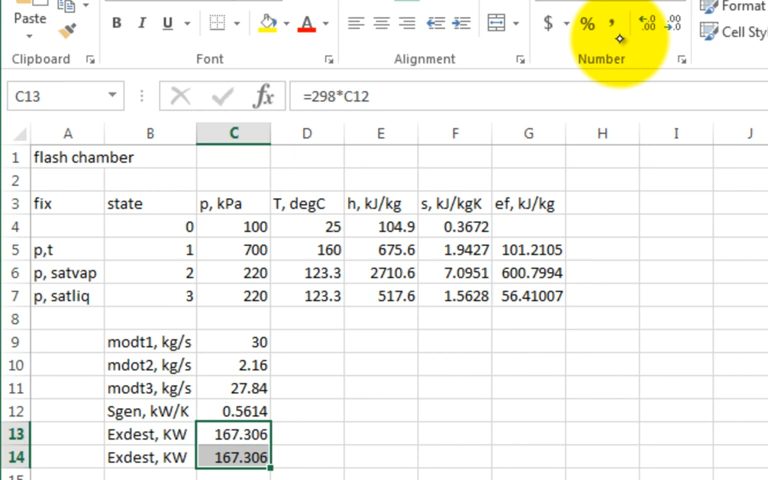 Paste
B I U A
$ % , ←.0 .00 .00 →.0
Format
Cell Sty
Clipboard Font Alignment Number
C13 fx =298*C12
A B C D E F G H I J
1 flash chamber
2
3 fix state p, kPa T, degC h, kJ/kg s, kJ/kgK ef, kJ/kg
4 0 100 25 104.9 0.3672
5 p,t 1 700 160 675.6 1.9427 101.2105
6 p, satvap 2 220 123.3 2710.6 7.0951 600.7994
7 p, satliq 3 220 123.3 517.6 1.5628 56.41007
8
9 modt1, kg/s 30
10 mdot2, kg/s 2.16
11 modt3, kg/s 27.84
12 Sgen, kW/K 0.5614
13 Exdest, KW 167.306
14 Exdest, KW 167.306